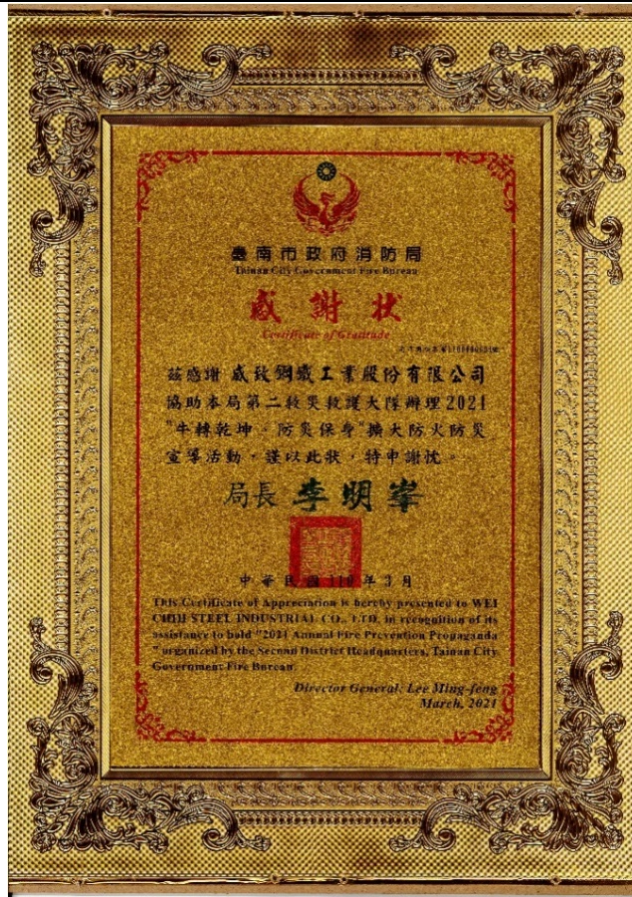 臺南市政府消防局
Tainan City Government Fire Bureau
感謝狀
Certificate of Gratitude
茲感謝 威致鋼鐵工業股份有限公司
協助本局第二救災救護大隊辦理2021
"牛轉乾坤。防災保身"擴大防火防災
宣導活動,謹以此狀,特申謝忱。
局長 李明峯
中華民國110年3月
This Certificate of Appreciation is hereby presented to WEI
CHIH STEEL INDUSTRIAL CO., LTD. in recognition of its
assistance to hold "2021 Annual Fire Prevention Propaganda
" organized by the Second District Headquarters, Tainan City
Government Fire Bureau.
Director General: Lee Ming-feng
March, 2021